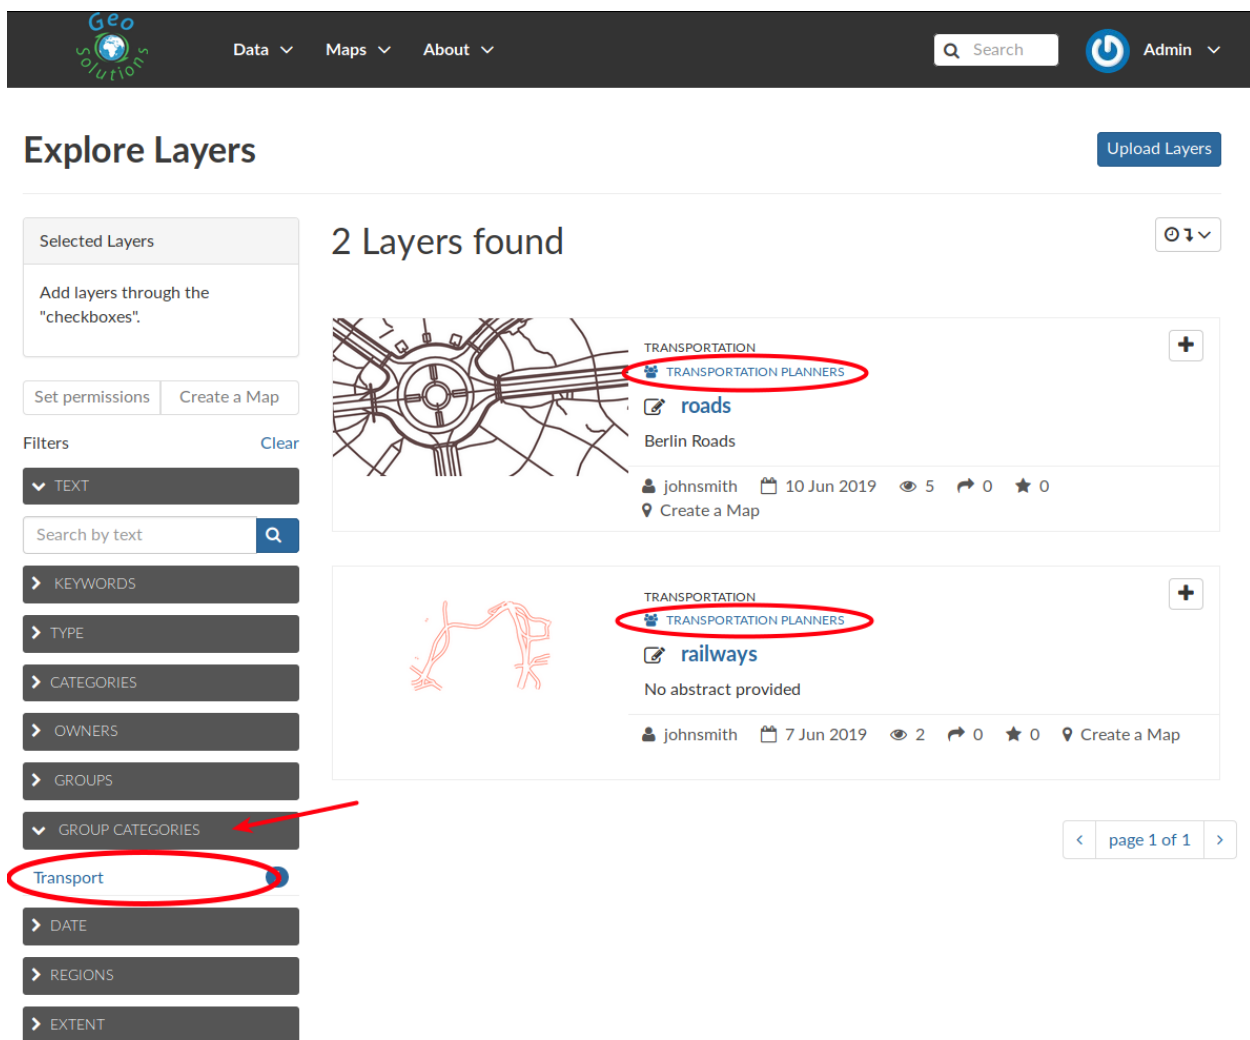 Geo
Solutions
Data
Maps
About
Search
Admin
Explore Layers
Upload Layers
Selected Layers
Add layers through the
"checkboxes".
Set permissions
Create a Map
Filters
Clear
TEXT
Search by text
KEYWORDS
TYPE
CATEGORIES
OWNERS
GROUPS
GROUP CATEGORIES
Transport
DATE
REGIONS
EXTENT
2 Layers found
TRANSPORTATION
TRANSPORTATION PLANNERS
roads
Berlin Roads
johnsmith 10 Jun 2019 5 0 0
Create a Map
TRANSPORTATION
TRANSPORTATION PLANNERS
railways
No abstract provided
johnsmith 7 Jun 2019 2 0 0 Create a Map
< page 1 of 1 >